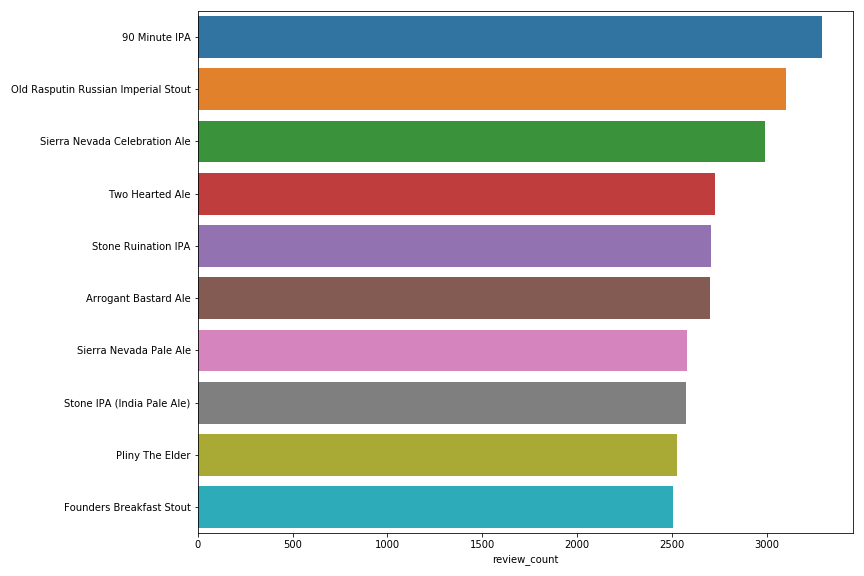 90 Minute IPA
Old Rasputin Russian Imperial Stout
Sierra Nevada Celebration Ale
Two Hearted Ale
Stone Ruination IPA
Arrogant Bastard Ale
Sierra Nevada Pale Ale
Stone IPA (India Pale Ale)
Pliny The Elder
Founders Breakfast Stout
0 500 1000 1500 2000 2500 3000
review_count